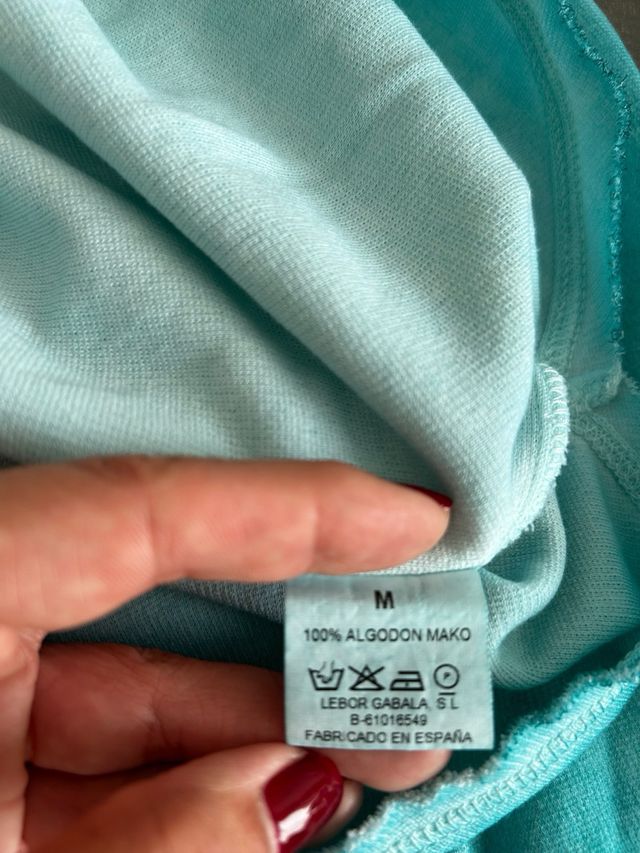 M
100% ALGODON MAKO
P
LEBOR GABALA, S.L
B-61016549
FABRICADO EN ESPAÑA